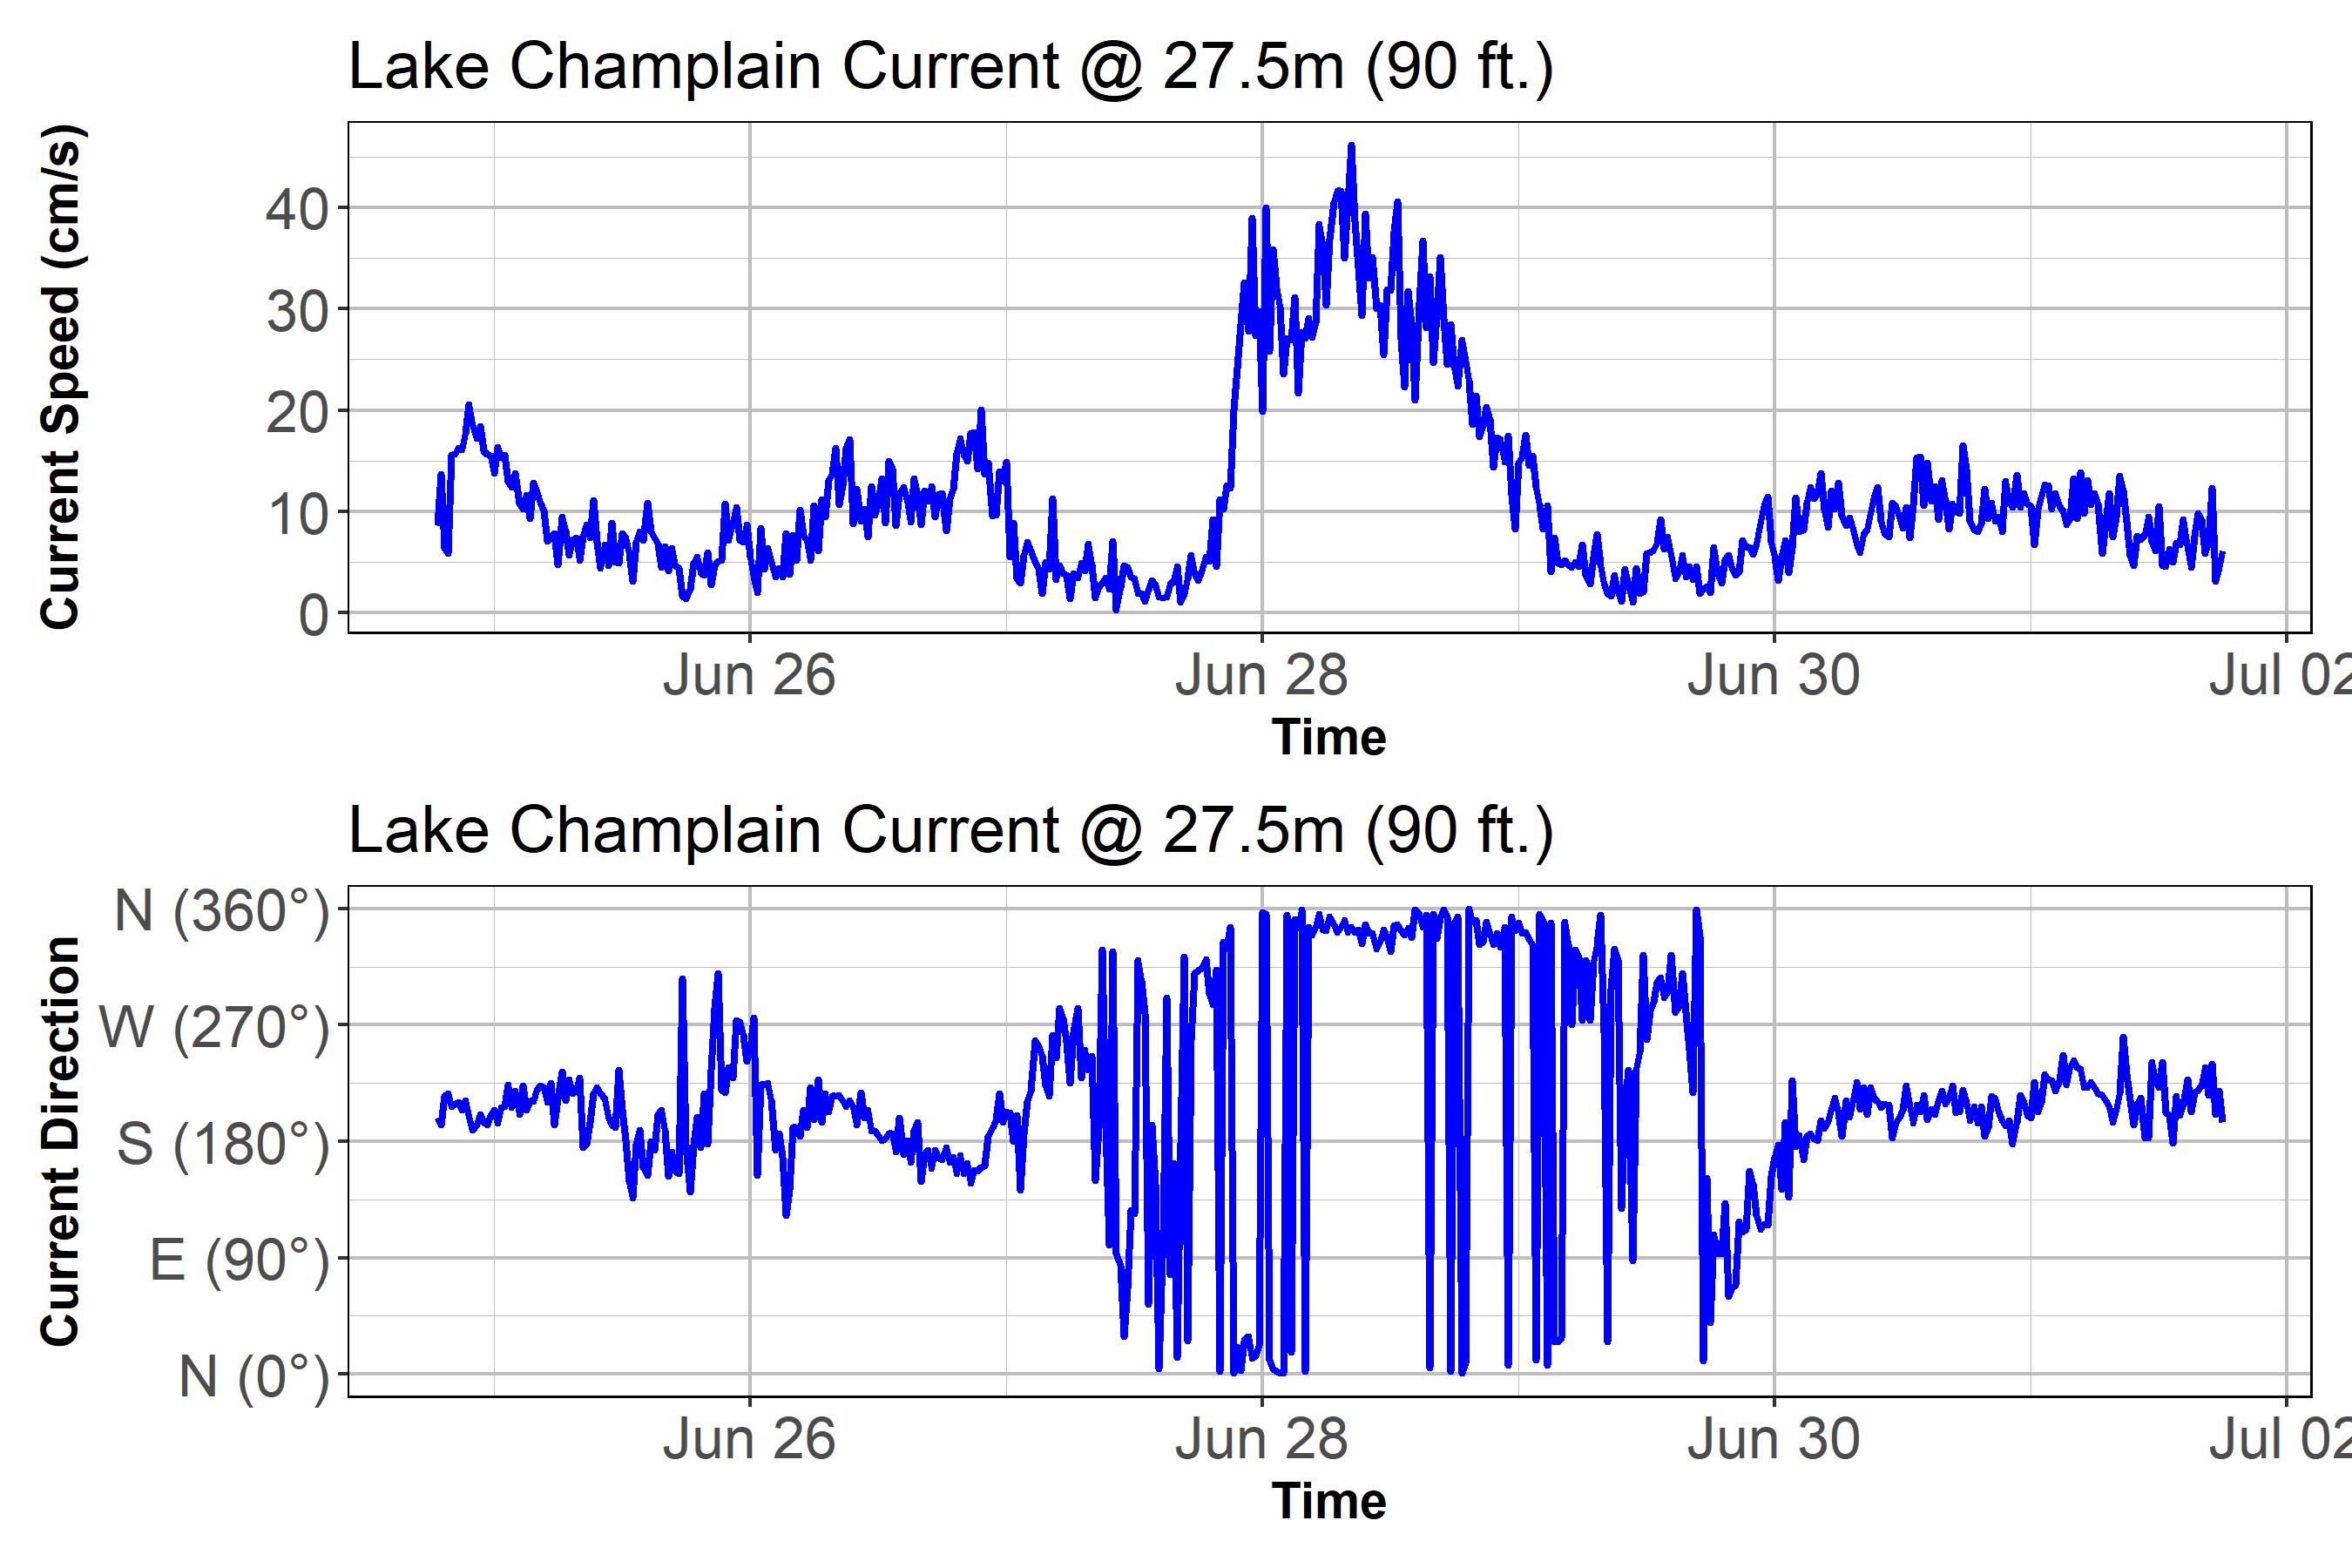 Lake Champlain Current @ 27.5m (90 ft.)
Current Speed (cm/s)
40
30
20
10
0
Jun 26 Jun 28 Jun 30 Jul 02
Time
Lake Champlain Current @ 27.5m (90 ft.)
Current Direction
N (360°)
W (270°)
S (180°)
E (90°)
N (0°)
Jun 26 Jun 28 Jun 30 Jul 02
Time